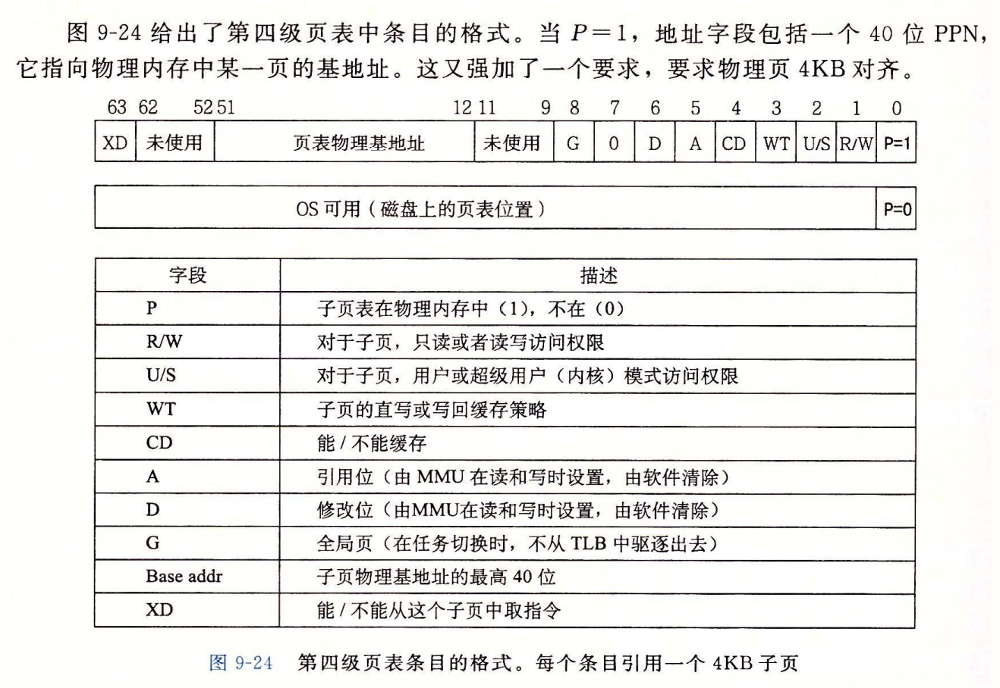 图 9-24 给出了第四级页表中条目的格式。当 P=1，地址字段包括一个 40 位 PPN，
它指向物理内存中某一页的基地址。这又强加了一个要求，要求物理页 4KB 对齐。
63 62 52 51 12 11 9 8 7 6 5 4 3 2 1 0
XD 未使用 页表物理基地址 未使用 G 0 D A CD WT U/S R/W P=1
OS 可用（磁盘上的页表位置） P=0
字段 描述
P 子页表在物理内存中（1），不在（0）
R/W 对于子页，只读或者读写访问权限
U/S 对于子页，用户或超级用户（内核）模式访问权限
WT 子页的直写或写回缓存策略
CD 能 / 不能缓存
A 引用位（由 MMU 在读和写时设置，由软件清除）
D 修改位（由MMU在读和写时设置，由软件清除）
G 全局页（在任务切换时，不从 TLB 中驱逐出去）
Base addr 子页物理基地址的最高 40 位
XD 能 / 不能从这个子页中取指令
图 9-24 第四级页表条目的格式。每个条目引用一个 4KB 子页